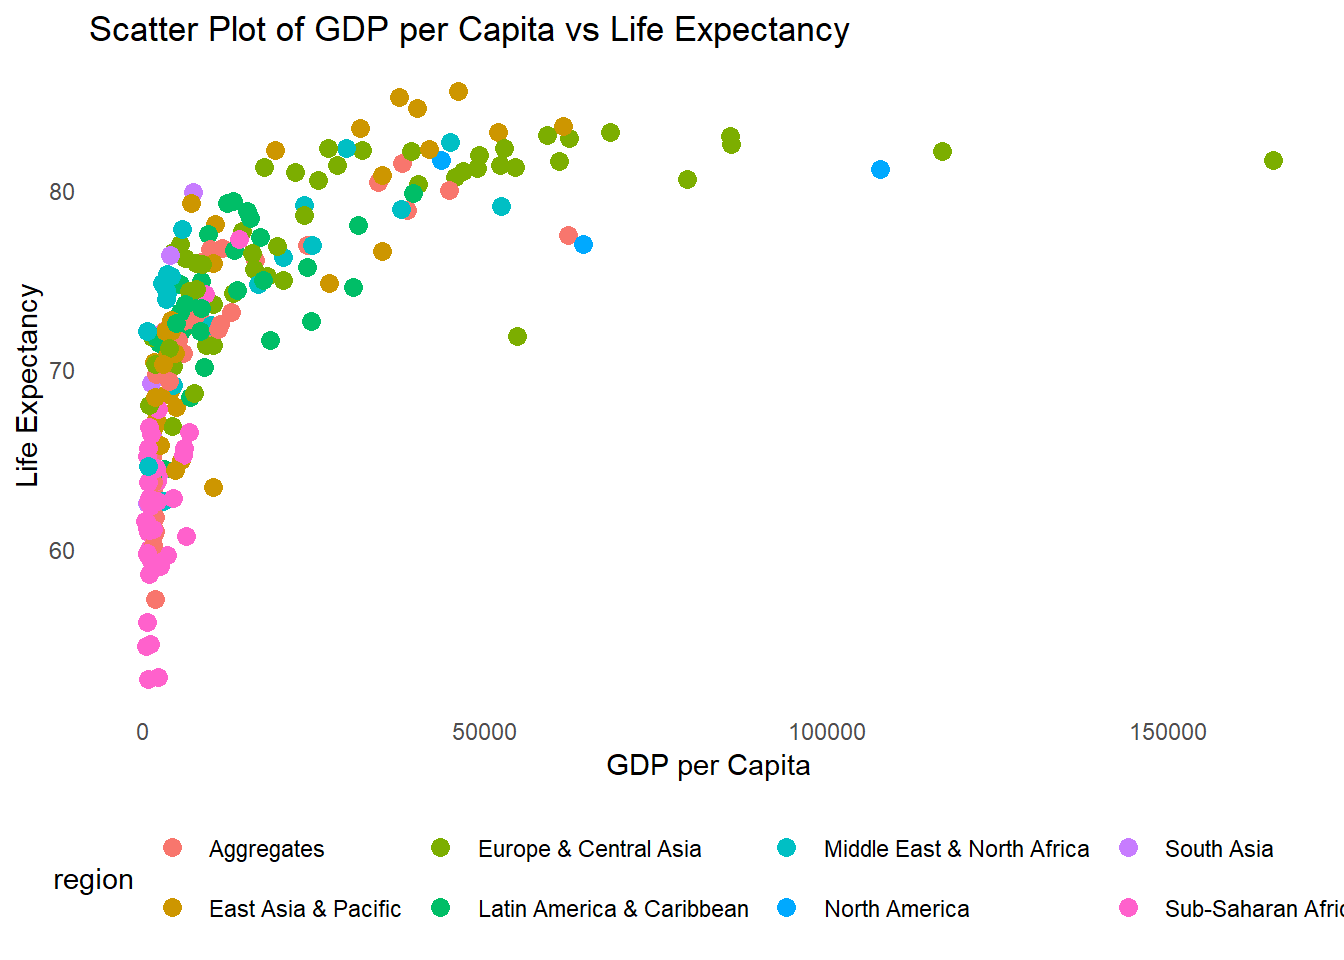 Scatter Plot of GDP per Capita vs Life Expectancy
Life Expectancy
80
70
60
0 50000 100000 150000
GDP per Capita
region
Aggregates Europe & Central Asia Middle East & North Africa South Asia
East Asia & Pacific Latin America & Caribbean North America Sub-Saharan